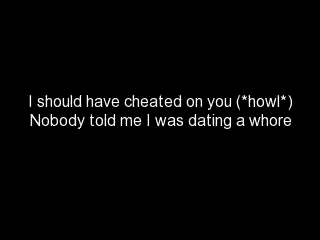 I should have cheated on you (*howl*)
Nobody told me I was dating a whore